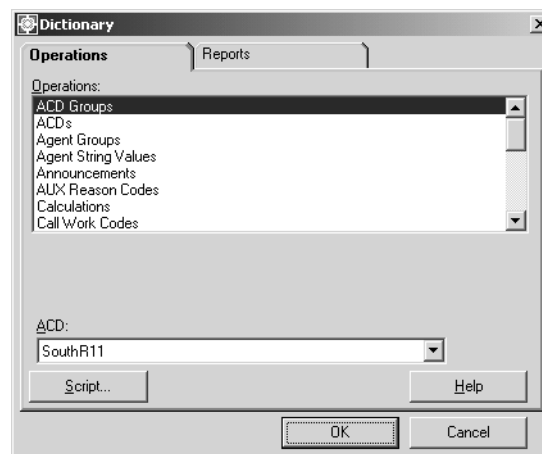 Dictionary
Operations
Reports
Operations:
ACD Groups
ACDs
Agent Groups
Agent String Values
Announcements
AUX Reason Codes
Calculations
Call Work Codes
ACD:
SouthR11
Script...
Help
OK
Cancel